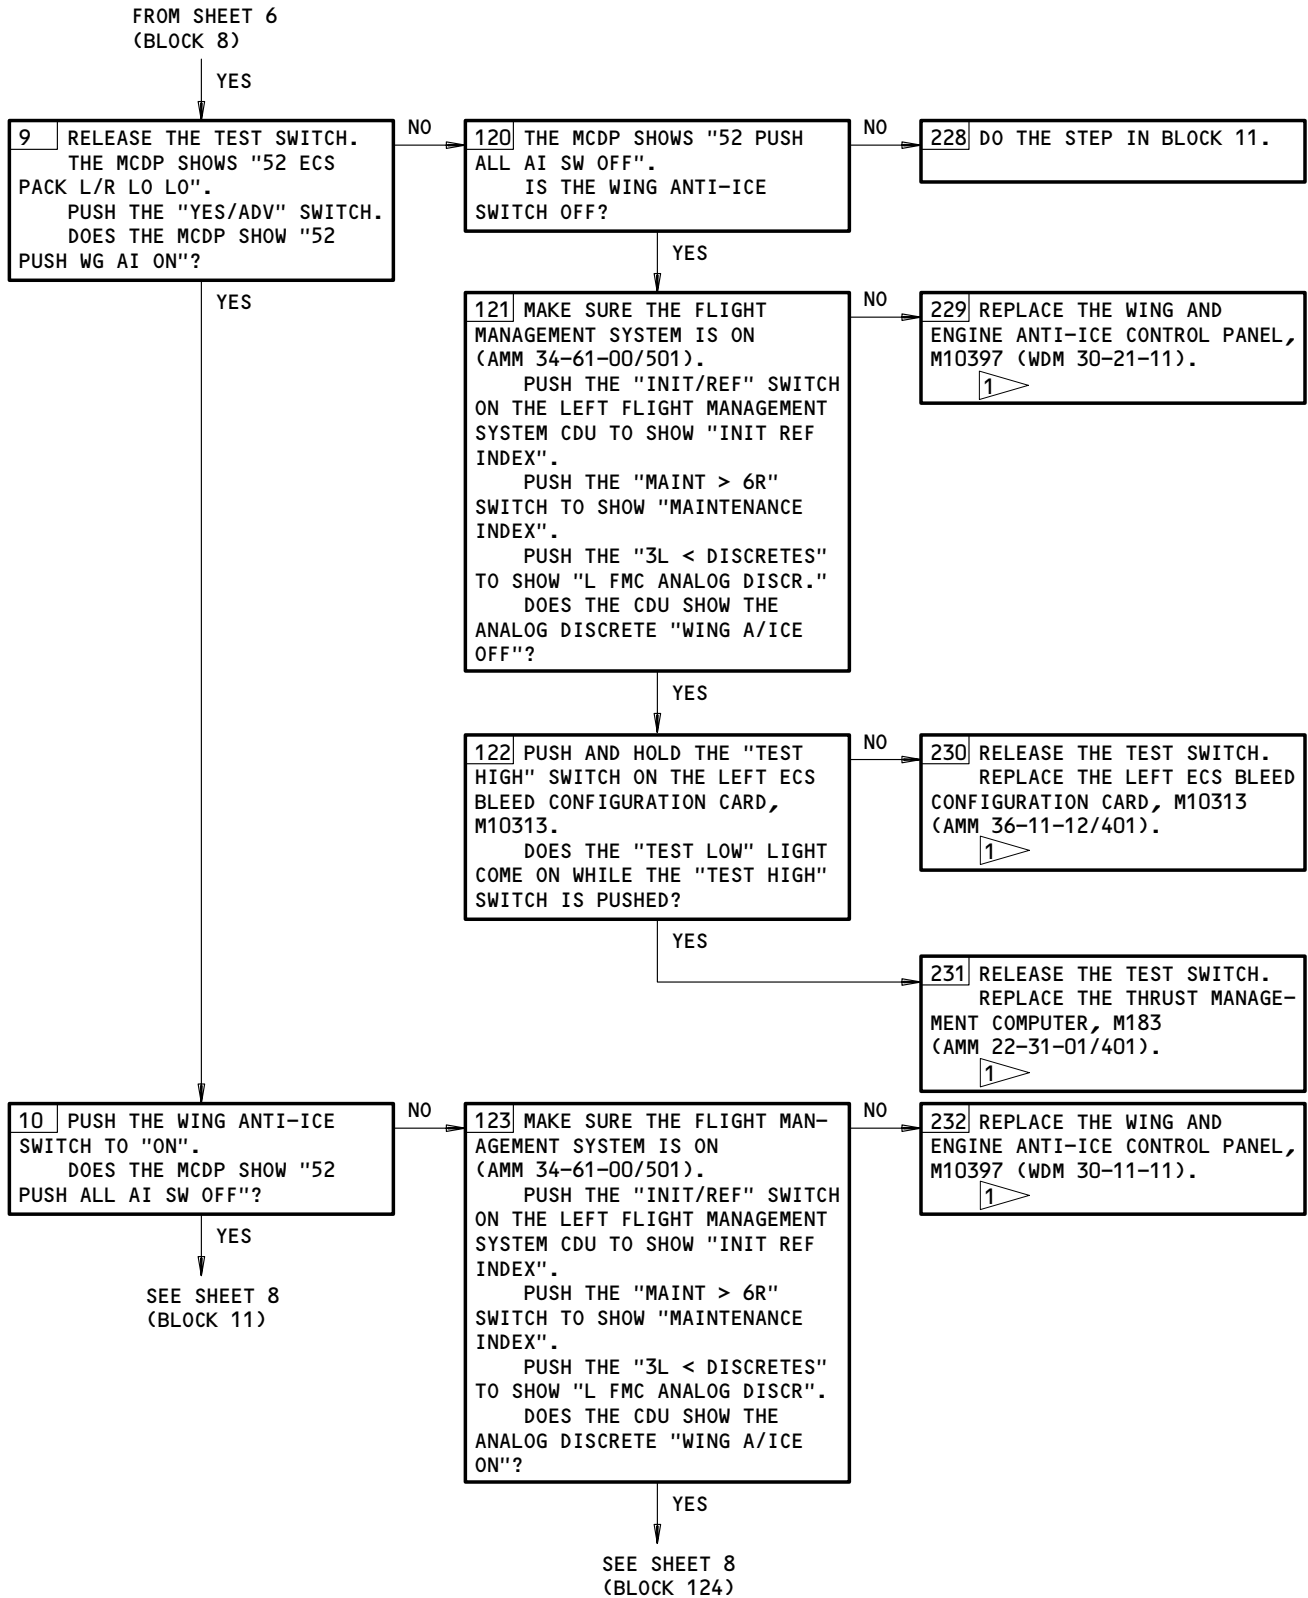 FROM SHEET 6
(BLOCK 8)
YES
9 RELEASE THE TEST SWITCH.
THE MCDP SHOWS "52 ECS
PACK L/R LO LO".
PUSH THE "YES/ADV" SWITCH.
DOES THE MCDP SHOW "52
PUSH WG AI ON"?
NO
120 THE MCDP SHOWS "52 PUSH
ALL AI SW OFF".
IS THE WING ANTI-ICE
SWITCH OFF?
NO
228 DO THE STEP IN BLOCK 11.
YES
YES
121 MAKE SURE THE FLIGHT
MANAGEMENT SYSTEM IS ON
(AMM 34-61-00/501).
PUSH THE "INIT/REF" SWITCH
ON THE LEFT FLIGHT MANAGEMENT
SYSTEM CDU TO SHOW "INIT REF
INDEX".
PUSH THE "MAINT > 6R"
SWITCH TO SHOW "MAINTENANCE
INDEX".
PUSH THE "3L < DISCRETES"
TO SHOW "L FMC ANALOG DISCR."
DOES THE CDU SHOW THE
ANALOG DISCRETE "WING A/ICE
OFF"?
NO
229 REPLACE THE WING AND
ENGINE ANTI-ICE CONTROL PANEL,
M10397 (WDM 30-21-11).
1
YES
122 PUSH AND HOLD THE "TEST
HIGH" SWITCH ON THE LEFT ECS
BLEED CONFIGURATION CARD,
M10313.
DOES THE "TEST LOW" LIGHT
COME ON WHILE THE "TEST HIGH"
SWITCH IS PUSHED?
NO
230 RELEASE THE TEST SWITCH.
REPLACE THE LEFT ECS BLEED
CONFIGURATION CARD, M10313
(AMM 36-11-12/401).
1
YES
231 RELEASE THE TEST SWITCH.
REPLACE THE THRUST MANAGE-
MENT COMPUTER, M183
(AMM 22-31-01/401).
1
10 PUSH THE WING ANTI-ICE
SWITCH TO "ON".
DOES THE MCDP SHOW "52
PUSH ALL AI SW OFF"?
NO
123 MAKE SURE THE FLIGHT MAN-
AGEMENT SYSTEM IS ON
(AMM 34-61-00/501).
PUSH THE "INIT/REF" SWITCH
ON THE LEFT FLIGHT MANAGEMENT
SYSTEM CDU TO SHOW "INIT REF
INDEX".
PUSH THE "MAINT > 6R"
SWITCH TO SHOW "MAINTENANCE
INDEX".
PUSH THE "3L < DISCRETES"
TO SHOW "L FMC ANALOG DISCR".
DOES THE CDU SHOW THE
ANALOG DISCRETE "WING A/ICE
ON"?
NO
232 REPLACE THE WING AND
ENGINE ANTI-ICE CONTROL PANEL,
M10397 (WDM 30-11-11).
1
YES
SEE SHEET 8
(BLOCK 11)
YES
SEE SHEET 8
(BLOCK 124)